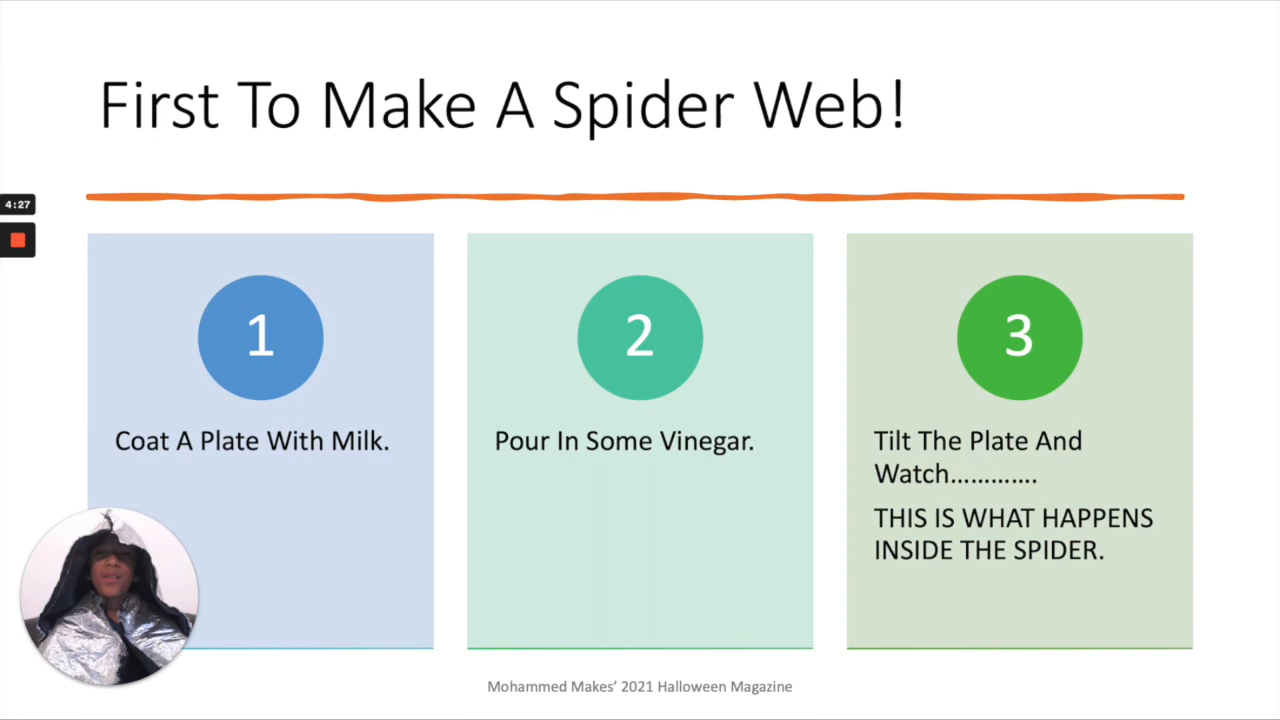 First To Make A Spider Web!
4:27
1
Coat A Plate With Milk.
2
Pour In Some Vinegar.
3
Tilt The Plate And
Watch………….
THIS IS WHAT HAPPENS
INSIDE THE SPIDER.
Mohammed Makes’ 2021 Halloween Magazine